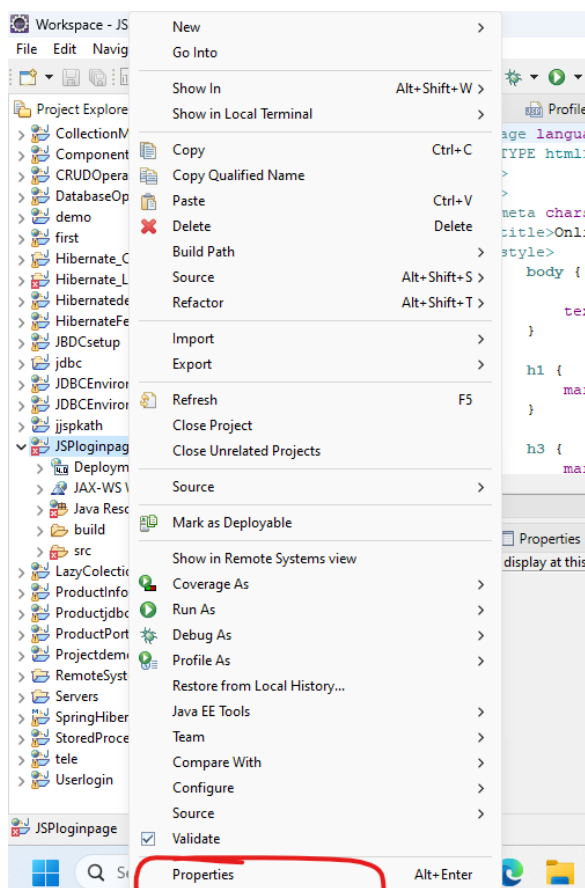 Workspace - JS
File Edit Navig
Project Explore
CollectionM
Component
CRUDOpera
DatabaseOp
demo
first
Hibernate_C
Hibernate_L
Hibernatede
HibernateFe
JBDCsetup
jdbc
JDBCEnviror
JDBCEnviror
jjspkath
JSPloginpag
Deploym
JAX-WS W
Java Reso
build
src
LazyColectio
ProductInfo
Productjdbc
ProductPort
Projectdemo
RemoteSyst
Servers
SpringHiber
StoredProce
tele
Userlogin
JSPloginpage
New
Go Into
Show In Alt+Shift+W
Show in Local Terminal
Copy Ctrl+C
Copy Qualified Name
Paste Ctrl+V
Delete Delete
Build Path
Source Alt+Shift+S
Refactor Alt+Shift+T
Import
Export
Refresh F5
Close Project
Close Unrelated Projects
Source
Mark as Deployable
Show in Remote Systems view
Coverage As
Run As
Debug As
Profile As
Restore from Local History...
Java EE Tools
Team
Compare With
Configure
Source
Validate
Properties Alt+Enter
Profile
age langua
TYPE html
>
>
meta chars
title>Onli
style>
body {
tex
}
h1 {
mar
}
h3 {
mar
Properties
display at this